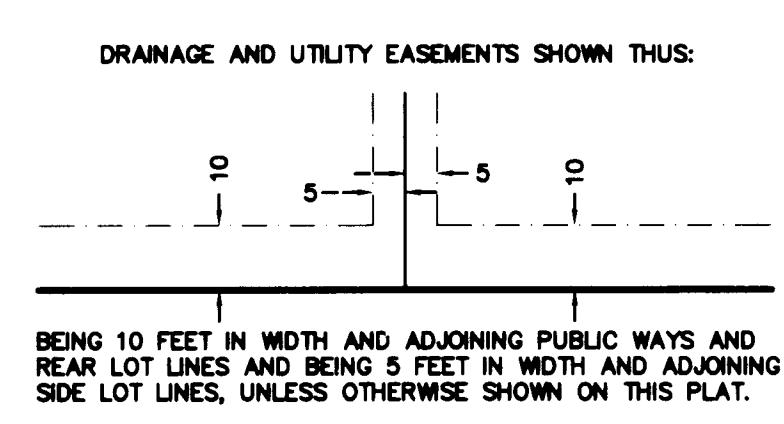 DRAINAGE AND UTILITY EASEMENTS SHOWN THUS:
10
5
10
5
BEING 10 FEET IN WIDTH AND ADJOINING PUBLIC WAYS AND
REAR LOT LINES AND BEING 5 FEET IN WIDTH AND ADJOINING
SIDE LOT LINES, UNLESS OTHERWISE SHOWN ON THIS PLAT.